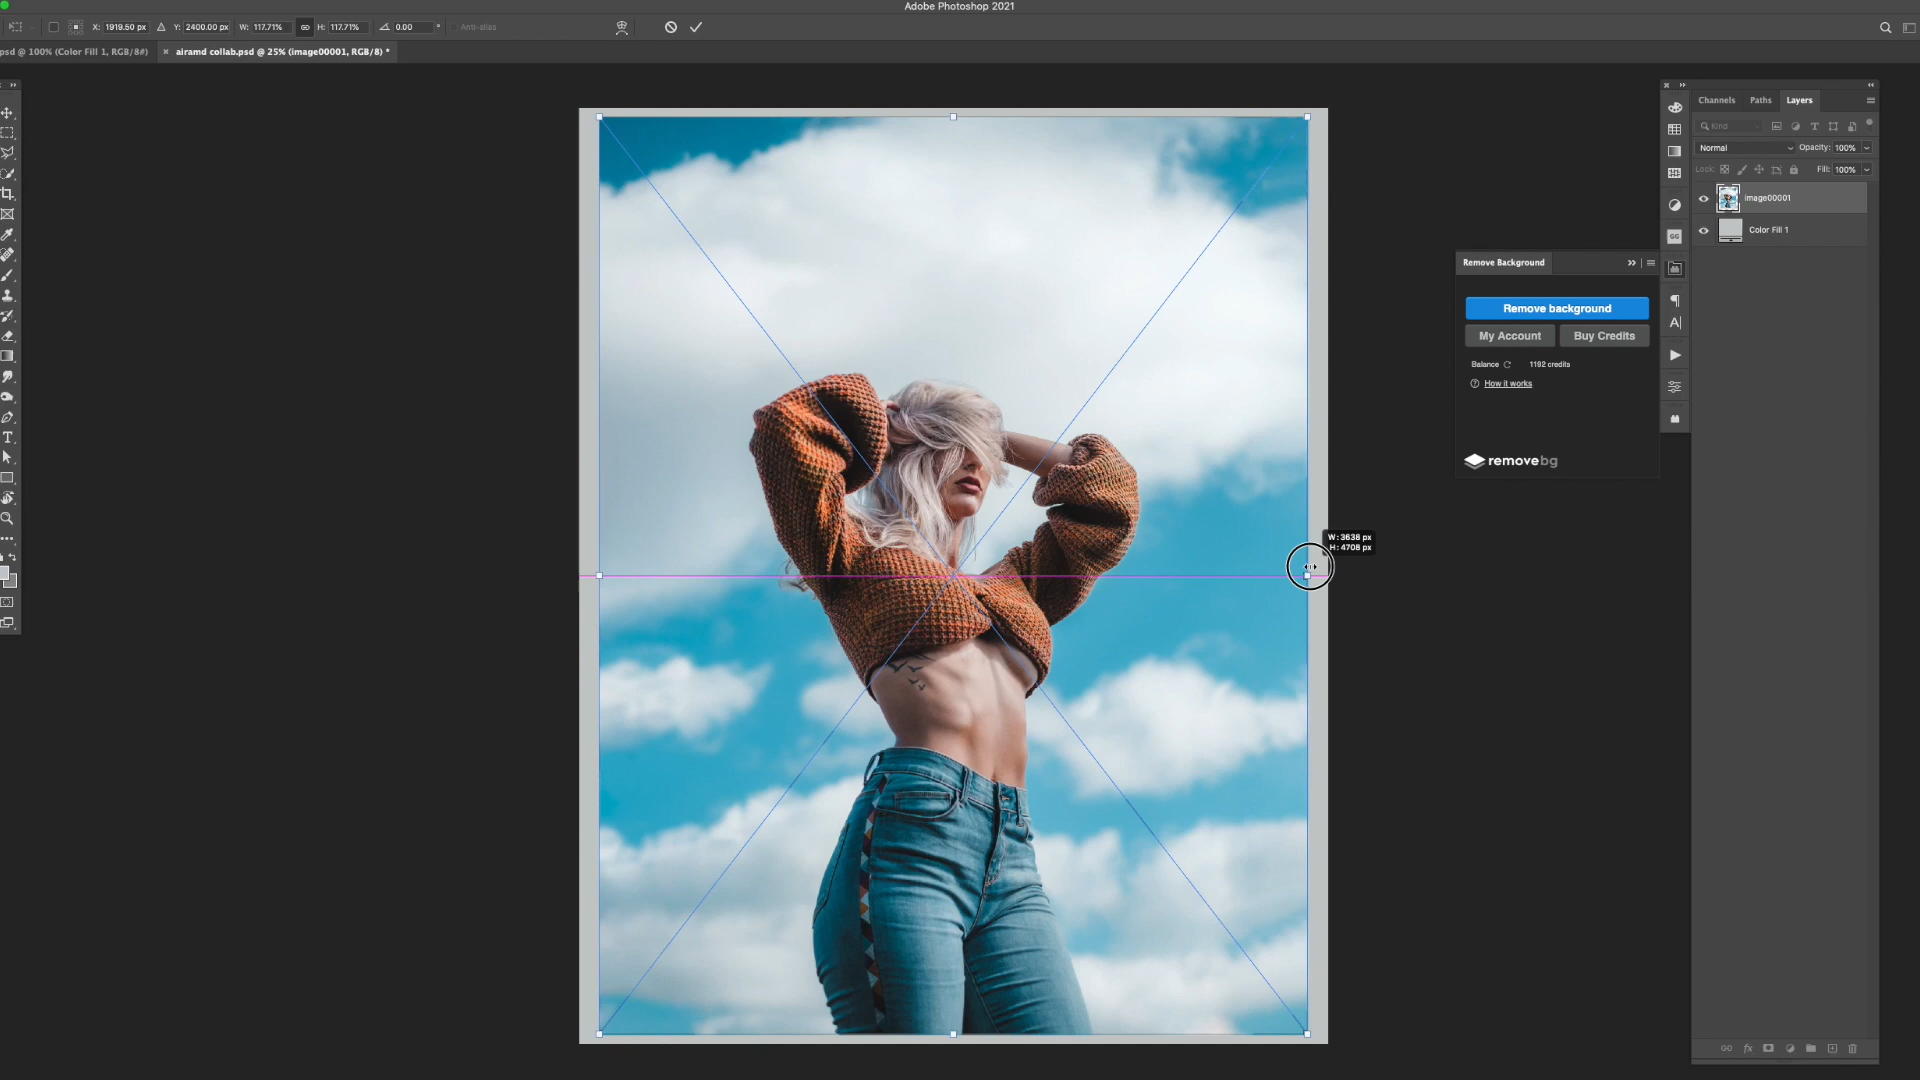 Adobe Photoshop 2021
X: 1919.50 px Y: 2400.00 px W: 117.71% H: 117.71% 0.00 ° Anti-alias
psd @ 100% (Color Fill 1, RGB/8#) × airamd collab.psd @ 25% (image00001, RGB/8) *
Channels Paths Layers
Kind
Normal Opacity: 100%
Lock: Fill: 100%
image00001
Color Fill 1
GG
Remove Background
Remove background
My Account Buy Credits
Balance 1192 credits
How it works
removebg
W: 3638 px
H: 4708 px